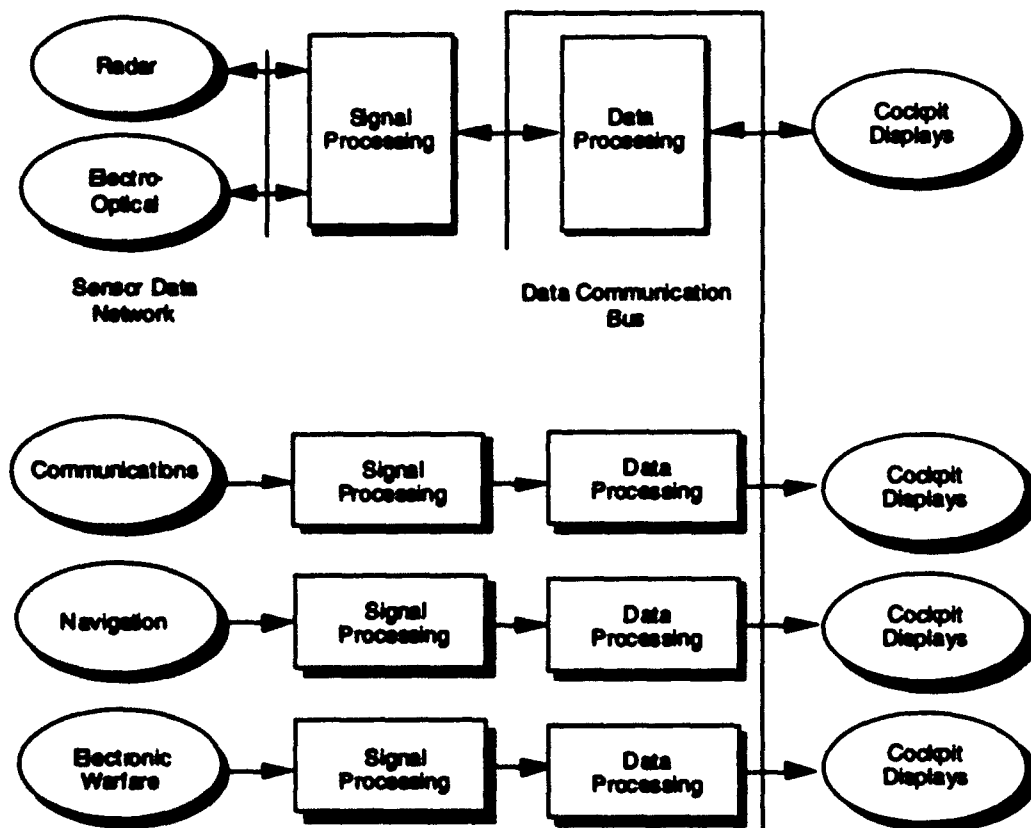 Radar
Signal
Processing
Data
Processing
Cockpit
Displays
Electro-
Optical
Sensor Data
Network
Data Communication
Bus
Communications
Signal
Processing
Data
Processing
Cockpit
Displays
Navigation
Signal
Processing
Data
Processing
Cockpit
Displays
Electronic
Warfare
Signal
Processing
Data
Processing
Cockpit
Displays